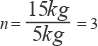 n = 15kg / 5kg = 3